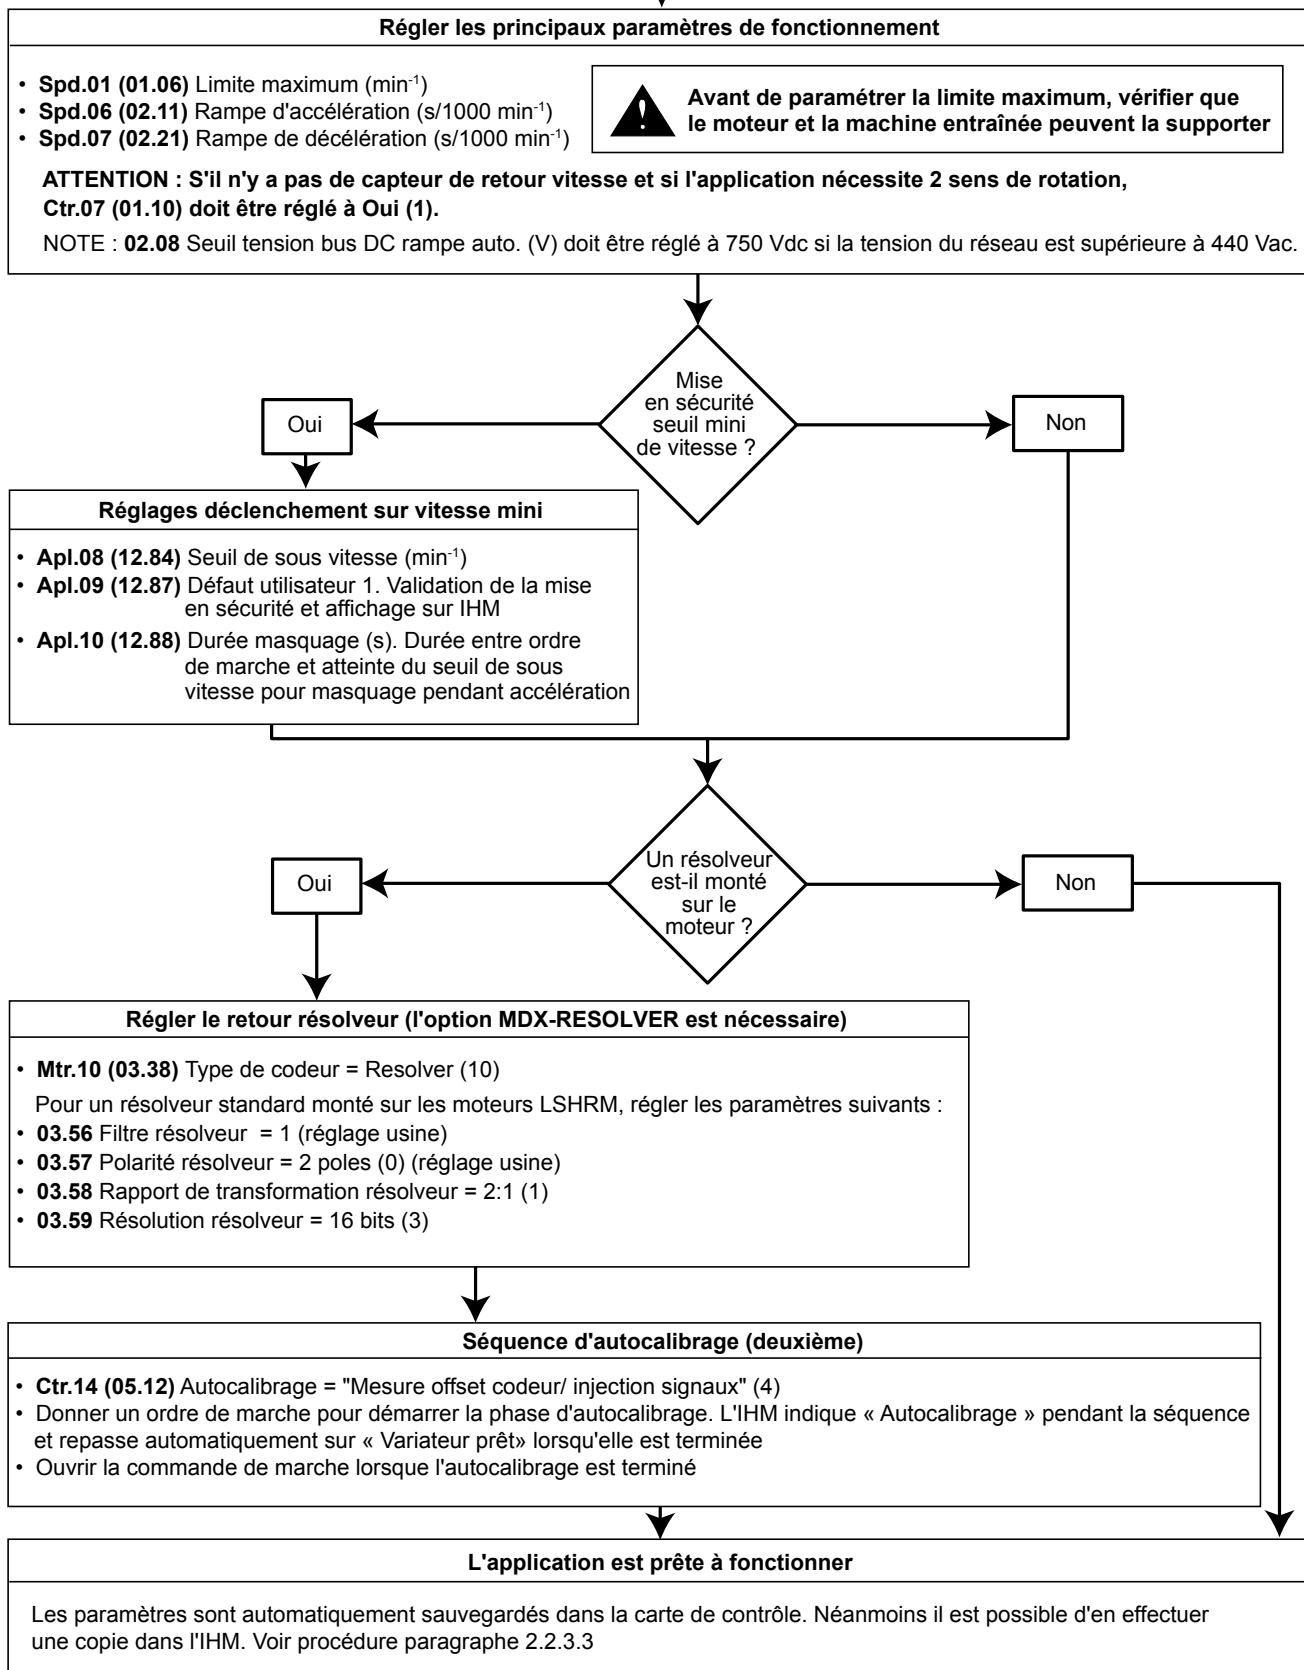 Régler les principaux paramètres de fonctionnement
• Spd.01 (01.06) Limite maximum (min⁻¹)
• Spd.06 (02.11) Rampe d'accélération (s/1000 min⁻¹)
• Spd.07 (02.21) Rampe de décélération (s/1000 min⁻¹)
!
Avant de paramétrer la limite maximum, vérifier que
le moteur et la machine entraînée peuvent la supporter
ATTENTION : S'il n'y a pas de capteur de retour vitesse et si l'application nécessite 2 sens de rotation,
Ctr.07 (01.10) doit être réglé à Oui (1).
NOTE : 02.08 Seuil tension bus DC rampe auto. (V) doit être réglé à 750 Vdc si la tension du réseau est supérieure à 440 Vac.
Mise
en sécurité
seuil mini
de vitesse ?
Oui
Non
Réglages déclenchement sur vitesse mini
• Apl.08 (12.84) Seuil de sous vitesse (min⁻¹)
• Apl.09 (12.87) Défaut utilisateur 1. Validation de la mise
en sécurité et affichage sur IHM
• Apl.10 (12.88) Durée masquage (s). Durée entre ordre
de marche et atteinte du seuil de sous
vitesse pour masquage pendant accélération
Un résolveur
est-il monté
sur le
moteur ?
Oui
Non
Régler le retour résolveur (l'option MDX-RESOLVER est nécessaire)
• Mtr.10 (03.38) Type de codeur = Resolver (10)
Pour un résolveur standard monté sur les moteurs LSHRM, régler les paramètres suivants :
• 03.56 Filtre résolveur = 1 (réglage usine)
• 03.57 Polarité résolveur = 2 poles (0) (réglage usine)
• 03.58 Rapport de transformation résolveur = 2:1 (1)
• 03.59 Résolution résolveur = 16 bits (3)
Séquence d'autocalibrage (deuxième)
• Ctr.14 (05.12) Autocalibrage = "Mesure offset codeur/ injection signaux" (4)
• Donner un ordre de marche pour démarrer la phase d'autocalibrage. L'IHM indique « Autocalibrage » pendant la séquence
et repasse automatiquement sur « Variateur prêt» lorsqu'elle est terminée
• Ouvrir la commande de marche lorsque l'autocalibrage est terminé
L'application est prête à fonctionner
Les paramètres sont automatiquement sauvegardés dans la carte de contrôle. Néanmoins il est possible d'en effectuer
une copie dans l'IHM. Voir procédure paragraphe 2.2.3.3